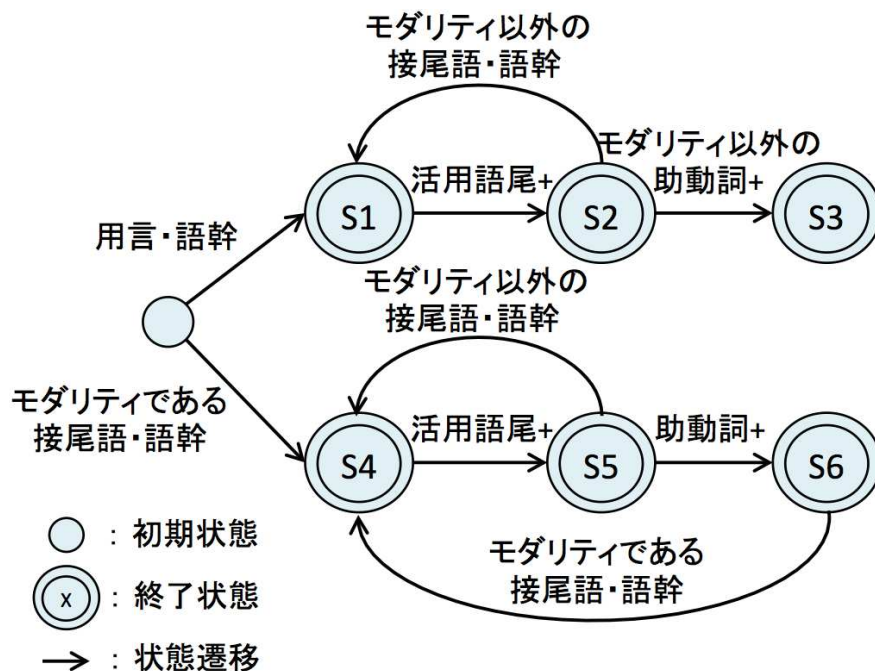 モダリティ以外の
接尾語・語幹
モダリティ以外の
助動詞+
活用語尾+
S1
S2
S3
用言・語幹
モダリティ以外の
接尾語・語幹
モダリティである
接尾語・語幹
活用語尾+
助動詞+
S4
S5
S6
モダリティである
接尾語・語幹
: 初期状態
x : 終了状態
: 状態遷移